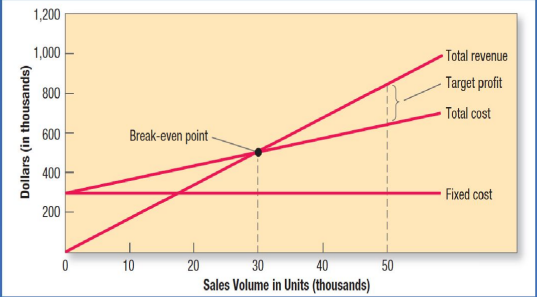 1,200
1,000
800
600
400
200
Dollars (in thousands)
Total revenue
Target profit
Total cost
Break-even point
Fixed cost
0 10 20 30 40 50
Sales Volume in Units (thousands)